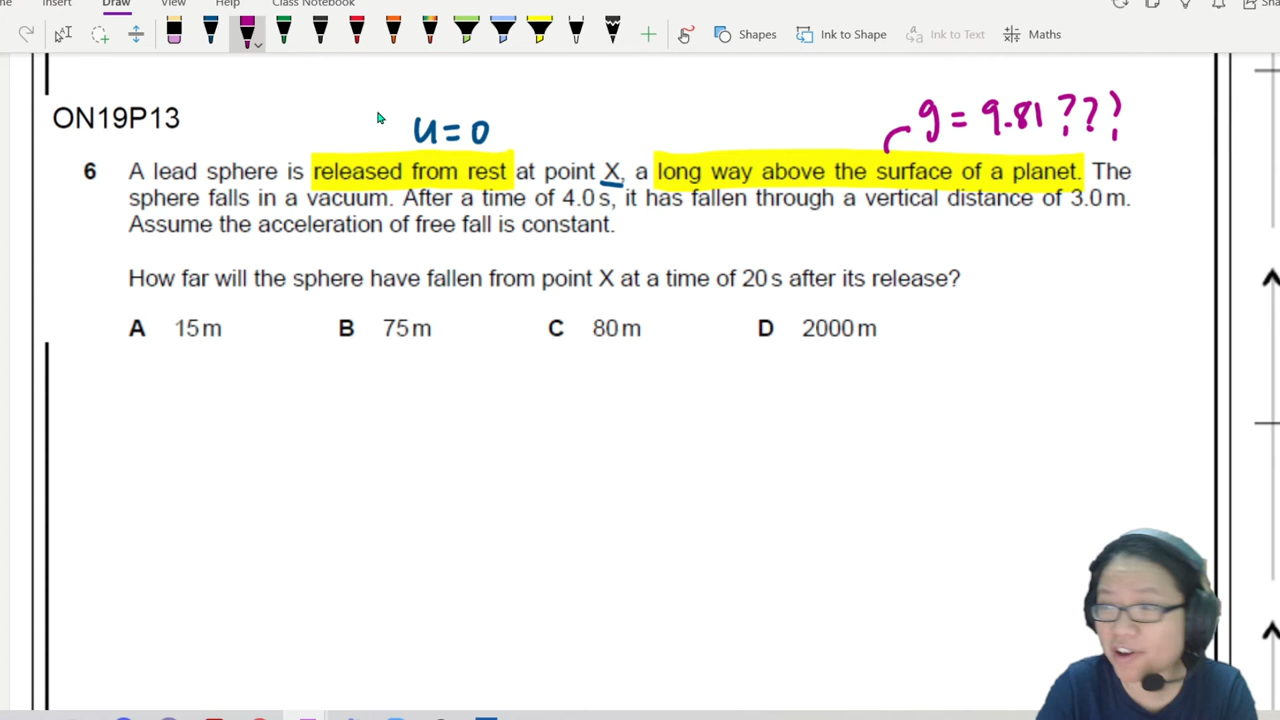 Insert Draw View Help Class Notebook
Shapes Ink to Shape Ink to Text Maths
ON19P13
u = 0
g = 9.81 ???
6 A lead sphere is released from rest at point X, a long way above the surface of a planet. The
sphere falls in a vacuum. After a time of 4.0 s, it has fallen through a vertical distance of 3.0 m.
Assume the acceleration of free fall is constant.
How far will the sphere have fallen from point X at a time of 20 s after its release?
A 15 m B 75 m C 80 m D 2000 m